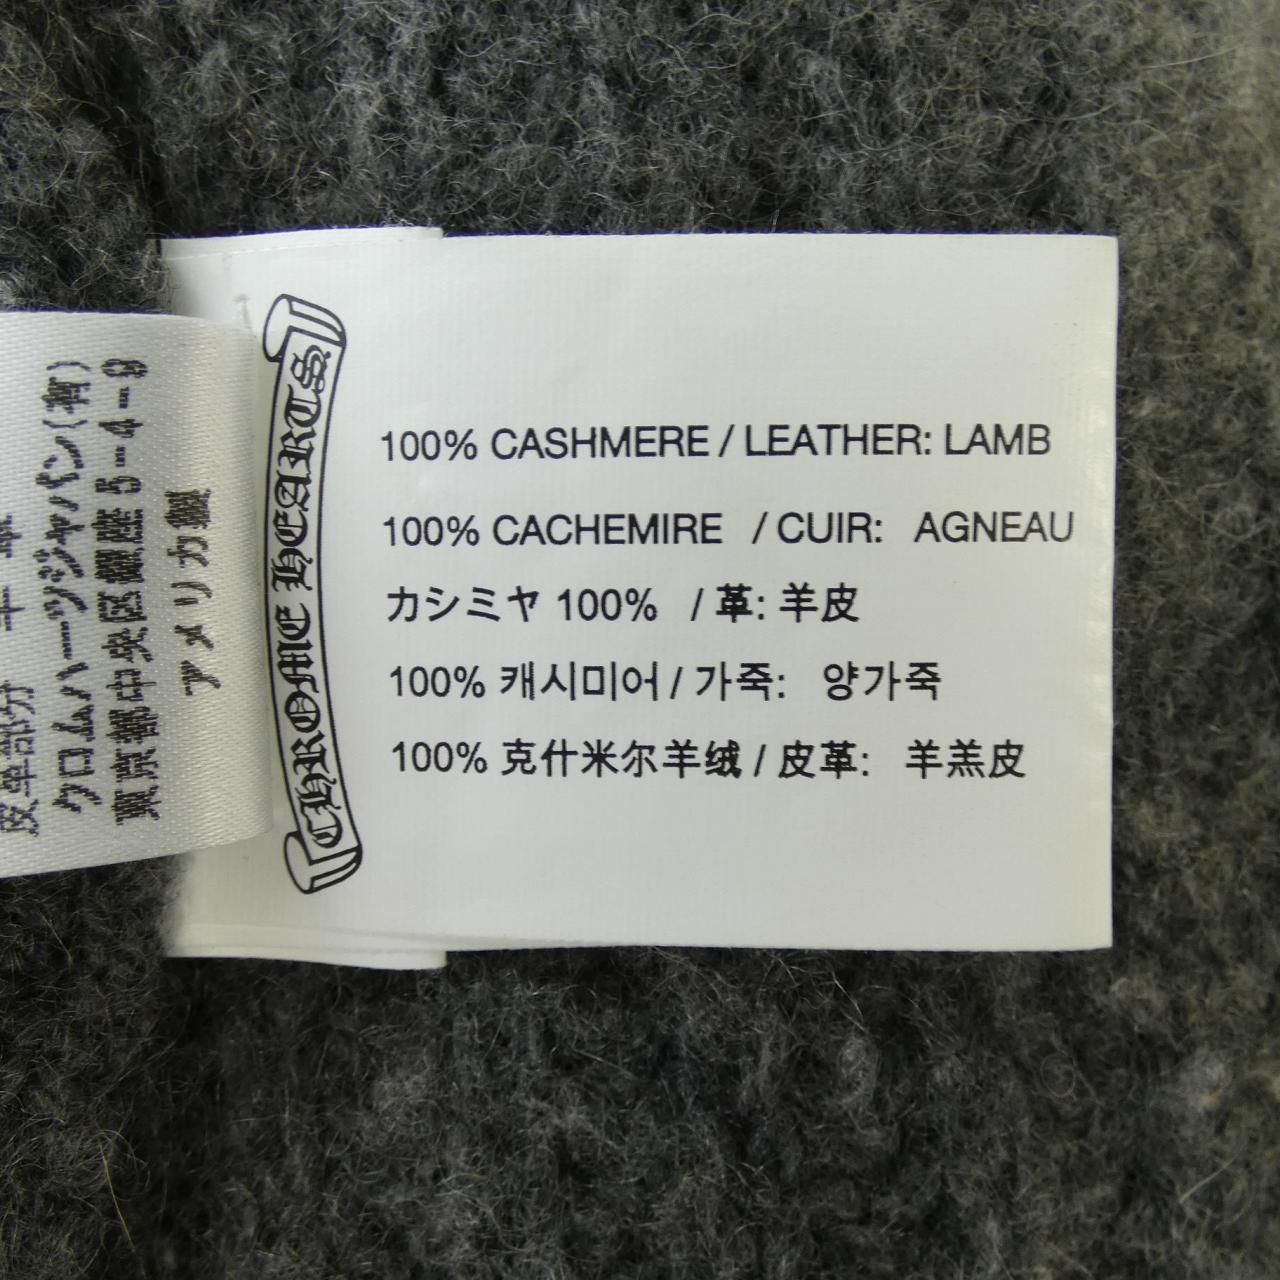 CHROME HEARTS
100% CASHMERE / LEATHER: LAMB
100% CACHEMIRE / CUIR: AGNEAU
カシミヤ 100% / 革: 羊皮
100% 캐시미어 / 가죽: 양가죽
100% 克什米尔羊绒 / 皮革: 羊羔皮
皮革部分 羊革
クロムハーツジャパン(有)
東京都中央区銀座5-4-9
アメリカ製